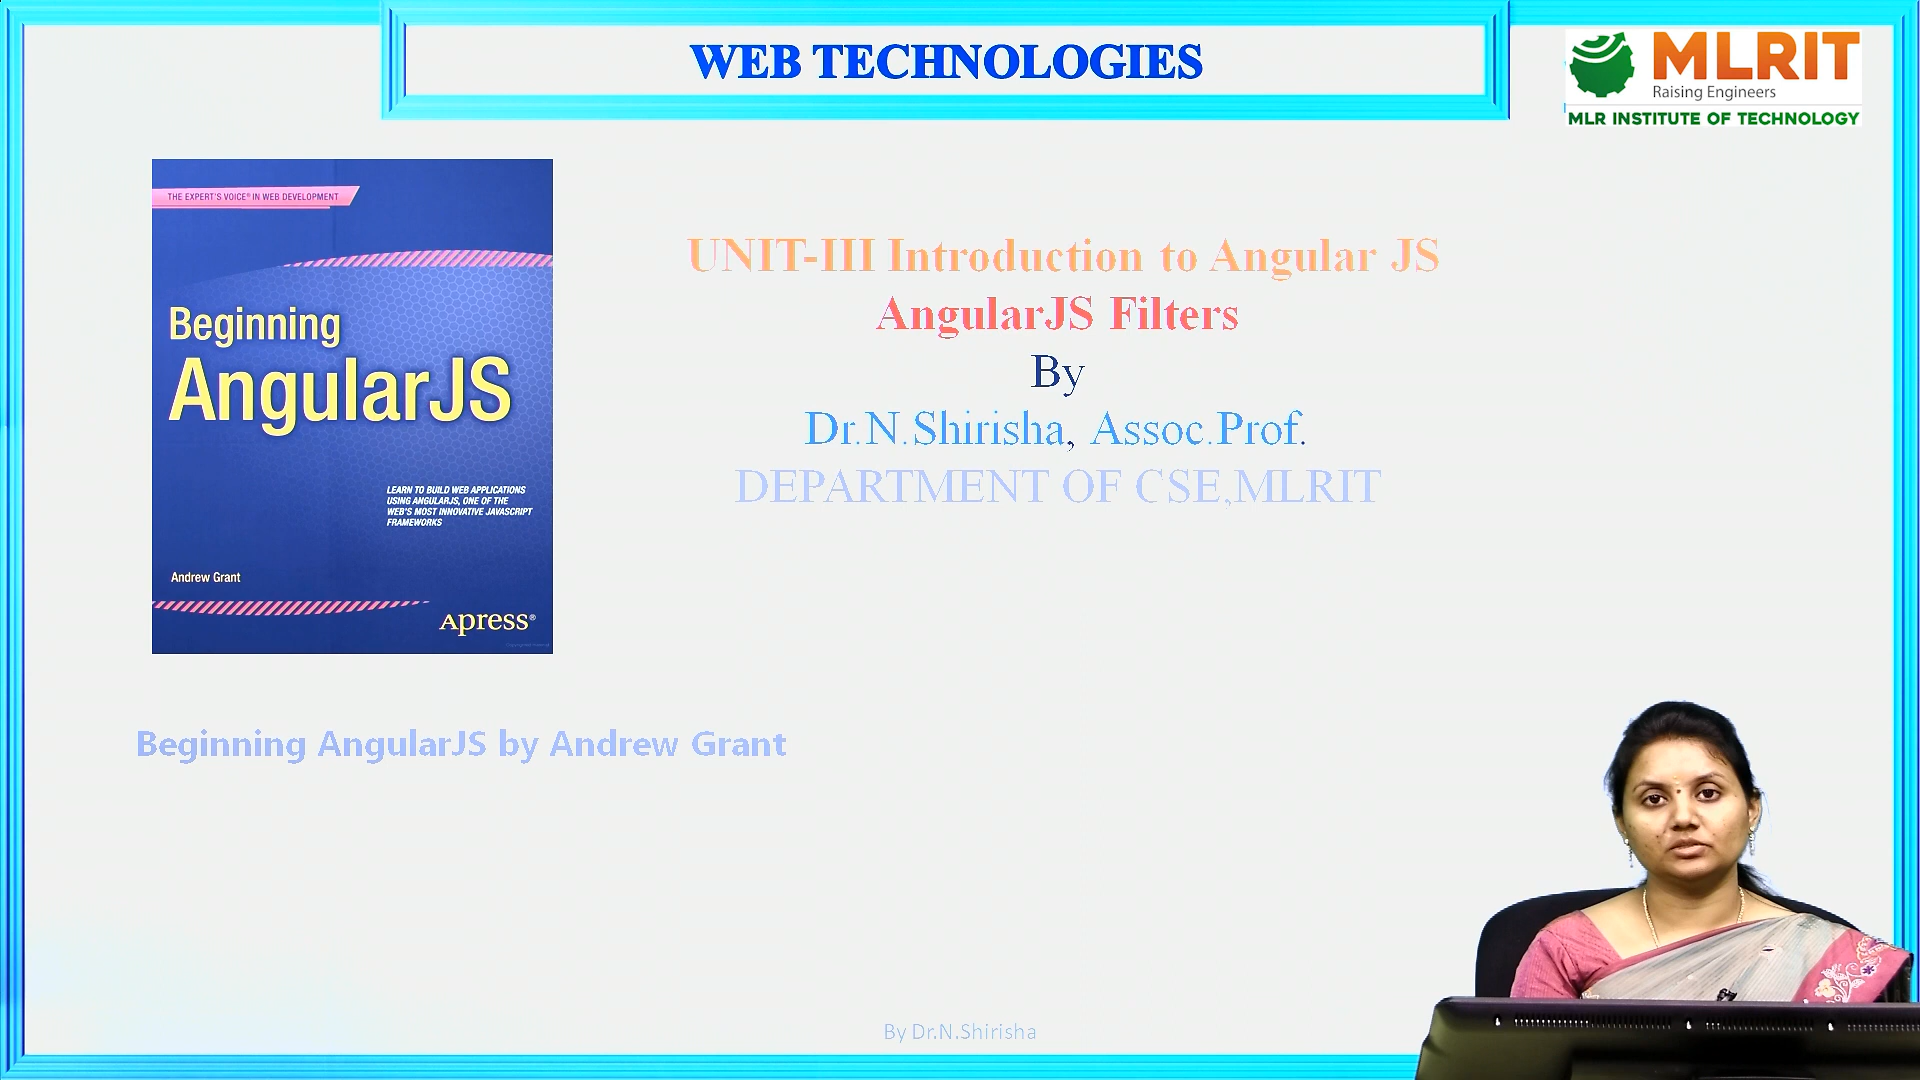 WEB TECHNOLOGIES
MLRIT
Raising Engineers
MLR INSTITUTE OF TECHNOLOGY
THE EXPERT'S VOICE® IN WEB DEVELOPMENT
Beginning
AngularJS
LEARN TO BUILD WEB APPLICATIONS
USING ANGULARJS, ONE OF THE
WEB'S MOST INNOVATIVE JAVASCRIPT
FRAMEWORKS
Andrew Grant
Apress®
UNIT-III Introduction to Angular JS
AngularJS Filters
By
Dr.N.Shirisha, Assoc.Prof.
DEPARTMENT OF CSE,MLRIT
Beginning AngularJS by Andrew Grant
By Dr.N.Shirisha